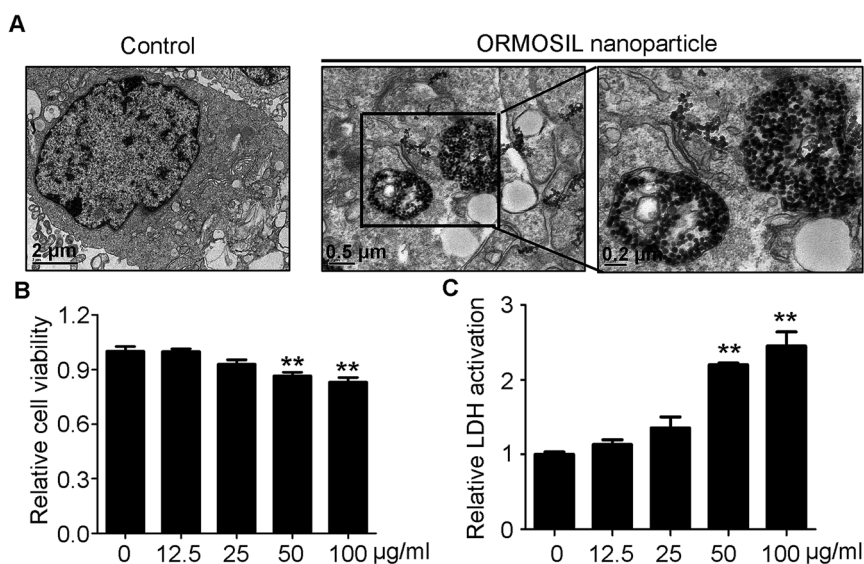 A
Control
ORMOSIL nanoparticle
2 µm
0.5 µm
0.2 µm
B
Relative cell viability
1.2
0.9
0.6
0.3
0.0
**
**
0 12.5 25 50 100 µg/ml
C
Relative LDH activation
3
2
1
0
**
**
0 12.5 25 50 100 µg/ml